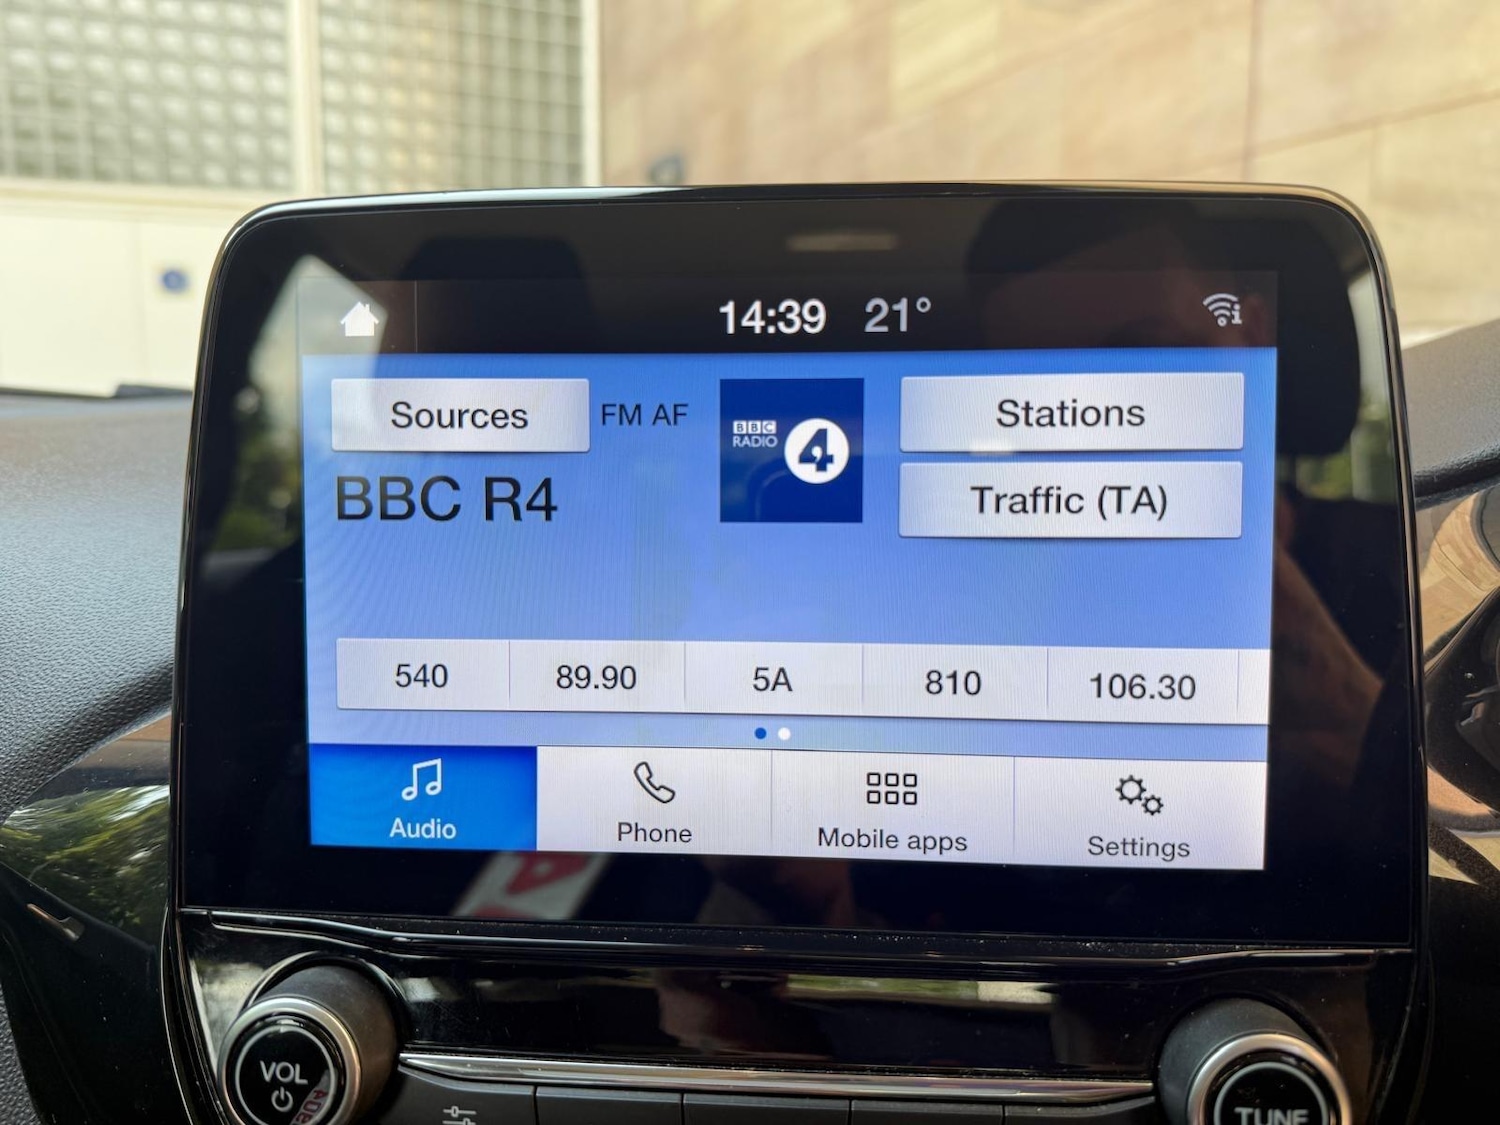 14:39 21°
Sources FM AF
BBC
RADIO 4
Stations
BBC R4
Traffic (TA)
540 89.90 5A 810 106.30
Audio Phone Mobile apps Settings
VOL
TUNE